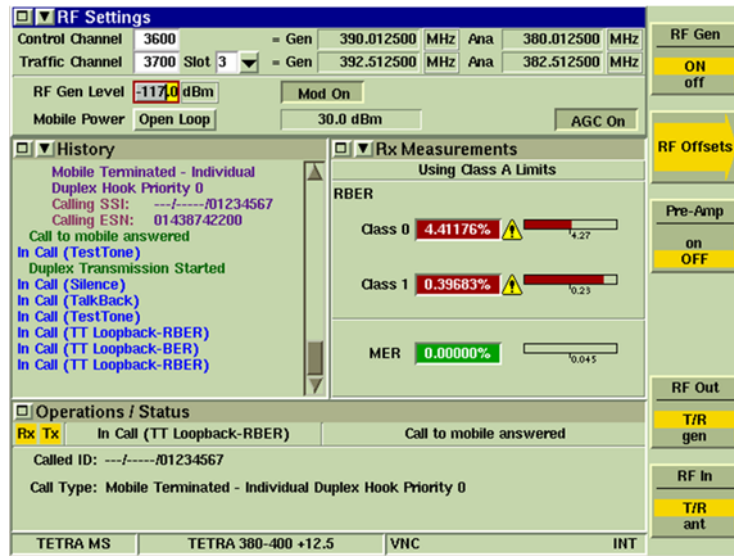 RF Settings
Control Channel 3600 = Gen 390.012500 MHz Ana 380.012500 MHz
Traffic Channel 3700 Slot 3 = Gen 392.512500 MHz Ana 382.512500 MHz
RF Gen Level -117.0 dBm Mod On
Mobile Power Open Loop 30.0 dBm AGC On
History
Mobile Terminated - Individual
Duplex Hook Priority 0
Calling SSI: ---/-----/01234567
Calling ESN: 01438742200
Call to mobile answered
In Call (TestTone)
Duplex Transmission Started
In Call (Silence)
In Call (TalkBack)
In Call (TestTone)
In Call (TT Loopback-RBER)
In Call (TT Loopback-BER)
In Call (TT Loopback-RBER)
Rx Measurements
Using Class A Limits
RBER
Class 0 4.41176% 4.27
Class 1 0.39683% 0.23
MER 0.00000% 0.045
Operations / Status
Rx Tx In Call (TT Loopback-RBER) Call to mobile answered
Called ID: ---/-----/01234567
Call Type: Mobile Terminated - Individual Duplex Hook Priority 0
TETRA MS TETRA 380-400 +12.5 VNC INT
RF Gen
ON
off
RF Offsets
Pre-Amp
on
OFF
RF Out
T/R
gen
RF In
T/R
ant